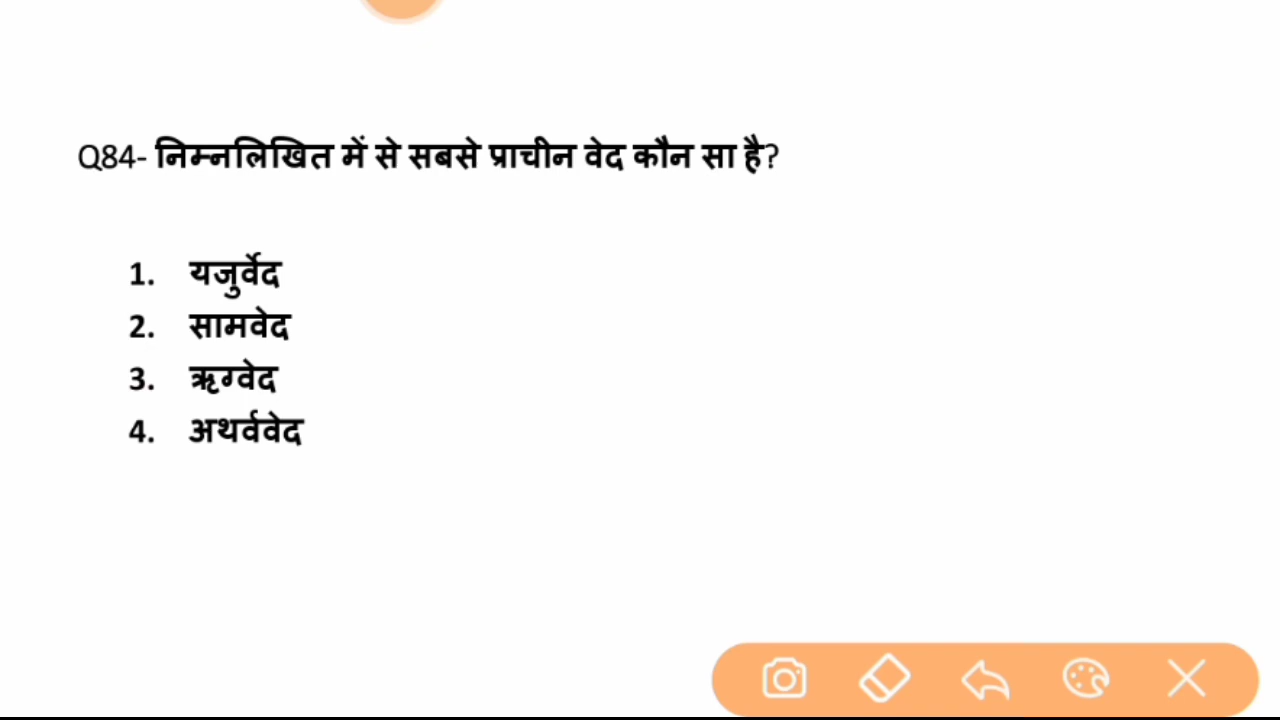 Q84- निम्नलिखित में से सबसे प्राचीन वेद कौन सा है?
1. यजुर्वेद
2. सामवेद
3. ऋग्वेद
4. अथर्ववेद